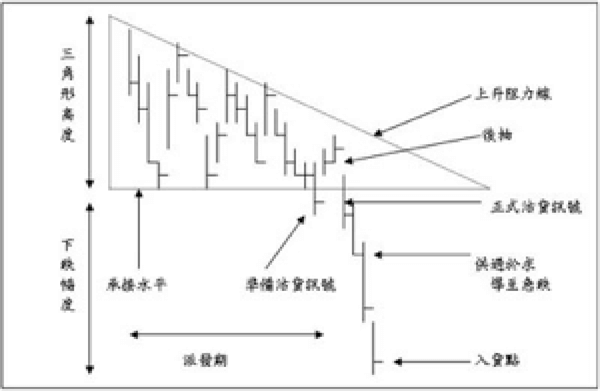 三角形高度
上升阻力線
後抽
正式沽貨訊號
下跌幅度
承接水平
準備沽貨訊號
供過於求
導至急跌
派發期
入貨點